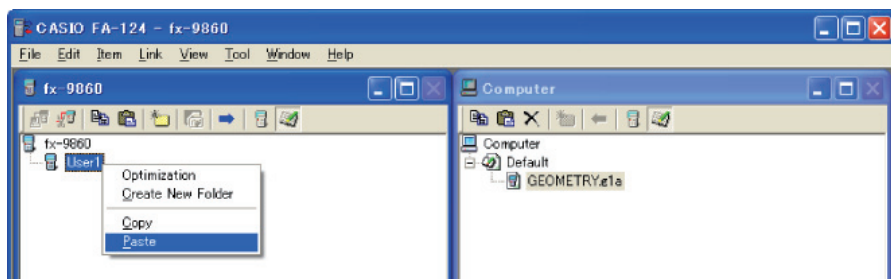 CASIO FA-124 - fx-9860
File Edit Item Link View Tool Window Help
fx-9860
fx-9860
User1
Optimization
Create New Folder
Copy
Paste
Computer
Computer
Default
GEOMETRY.g1a